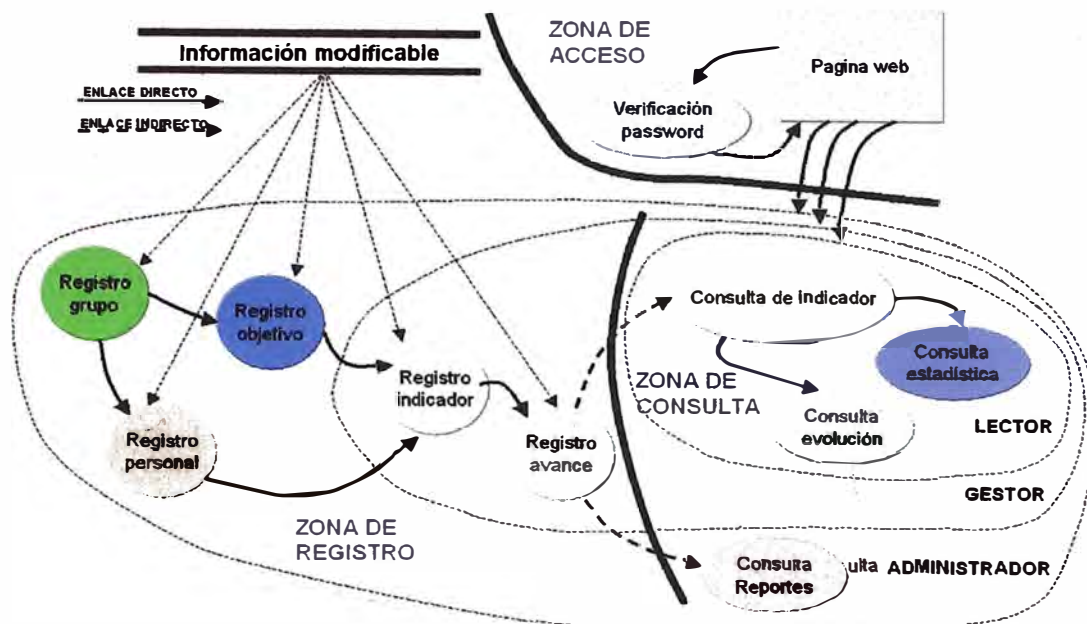 Información modificable
ENLACE DIRECTO
ENLACE INDIRECTO
ZONA DE
ACCESO
Pagina web
Verificación
password
Registro
grupo
Registro
objetivo
Registro
indicador
Registro
personal
Registro
avance
ZONA DE
REGISTRO
Consulta de indicador
Consulta
estadística
ZONA DE
CONSULTA
Consulta
evolución
LECTOR
GESTOR
Consulta
Reportes
ulta ADMINISTRADOR